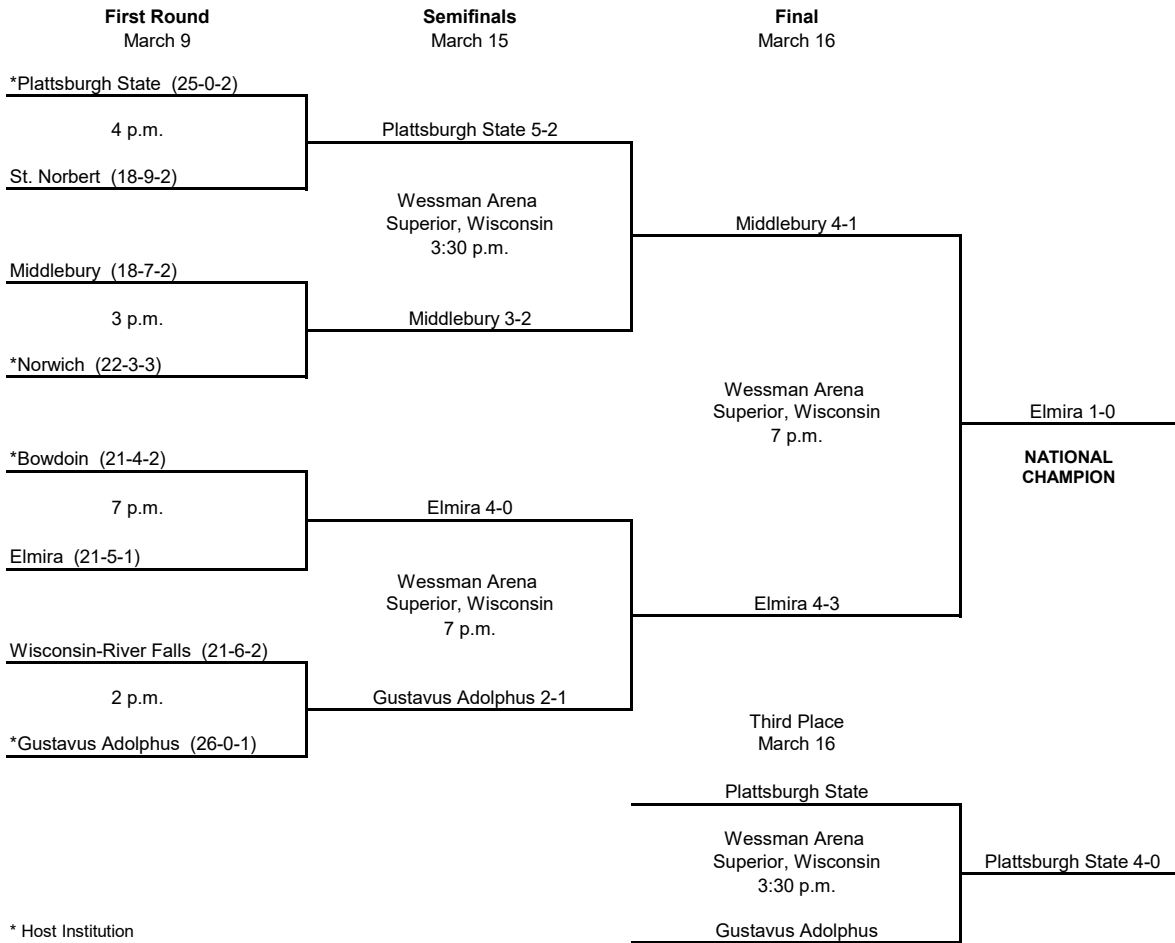 First Round
March 9
Semifinals
March 15
Final
March 16
*Plattsburgh State (25-0-2)
4 p.m.
St. Norbert (18-9-2)
Plattsburgh State 5-2
Wessman Arena
Superior, Wisconsin
3:30 p.m.
Middlebury (18-7-2)
3 p.m.
*Norwich (22-3-3)
Middlebury 3-2
Middlebury 4-1
Wessman Arena
Superior, Wisconsin
7 p.m.
Elmira 1-0
NATIONAL
CHAMPION
*Bowdoin (21-4-2)
7 p.m.
Elmira (21-5-1)
Elmira 4-0
Wessman Arena
Superior, Wisconsin
7 p.m.
Elmira 4-3
Wisconsin-River Falls (21-6-2)
2 p.m.
*Gustavus Adolphus (26-0-1)
Gustavus Adolphus 2-1
Third Place
March 16
Plattsburgh State
Wessman Arena
Superior, Wisconsin
3:30 p.m.
Plattsburgh State 4-0
Gustavus Adolphus
* Host Institution